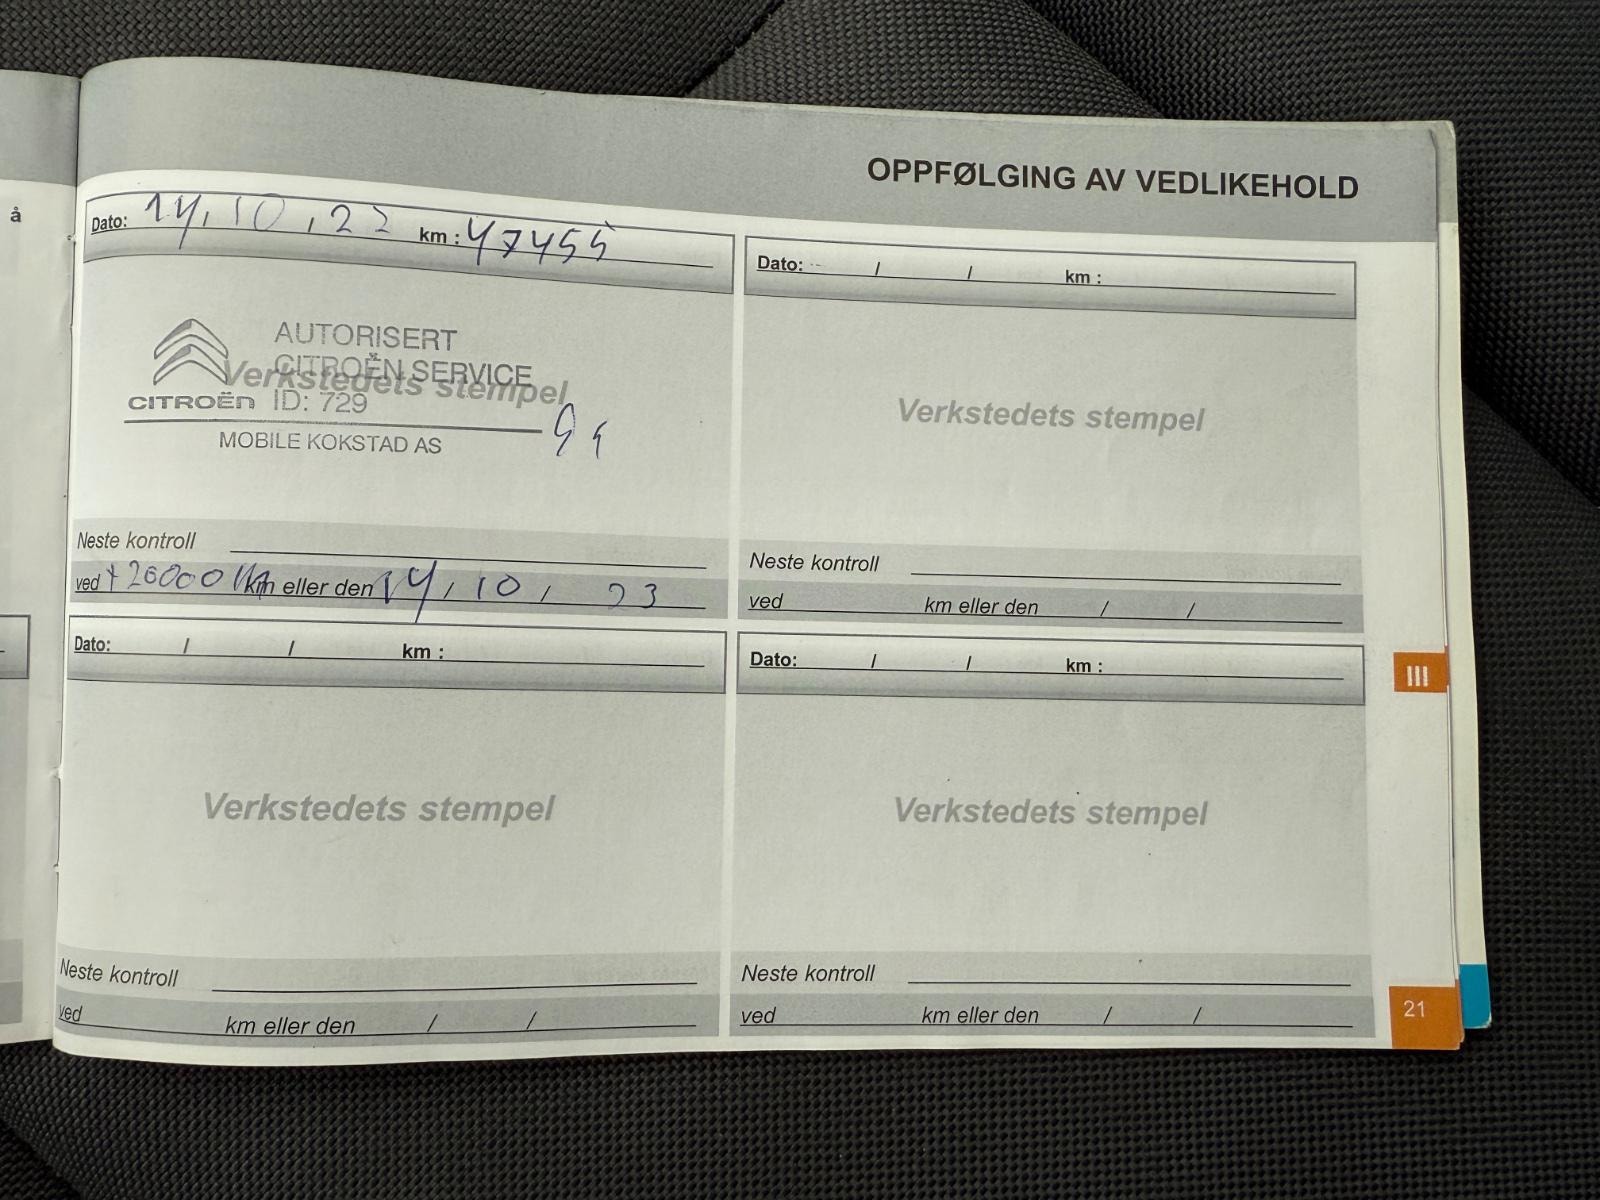 å
OPPFØLGING AV VEDLIKEHOLD
Dato: 14, 10, 22 km : 47455
AUTORISERT
CITROËN SERVICE
Verkstedets stempel
CITROËN ID: 729
MOBILE KOKSTAD AS
Neste kontroll
ved +20000 km eller den 14 / 10 / 23
Dato: / / km :
Verkstedets stempel
Neste kontroll
ved km eller den / /
Dato: / / km :
Verkstedets stempel
Neste kontroll
ved km eller den / /
Dato: / / km :
Verkstedets stempel
Neste kontroll
ved km eller den / /
III
21